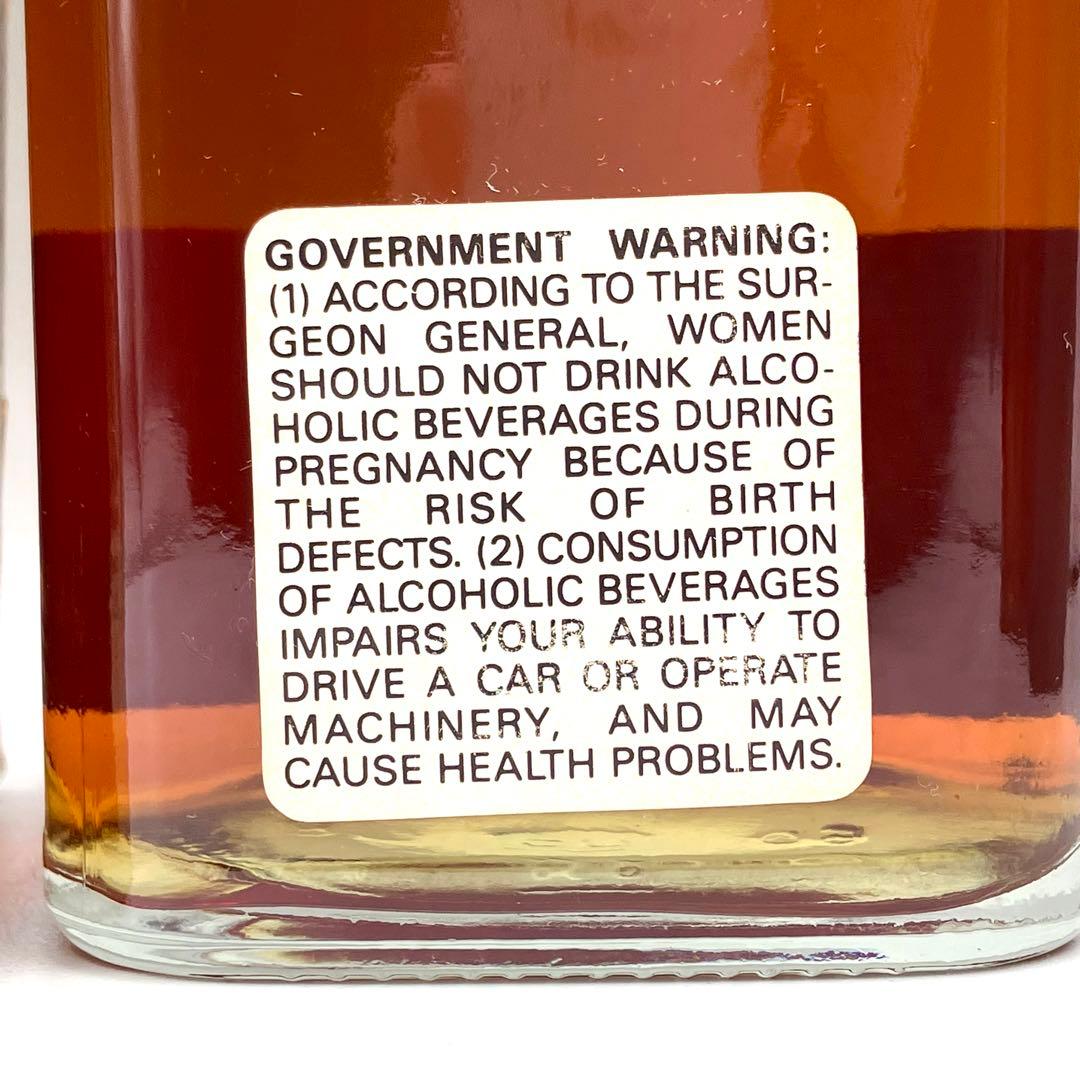 GOVERNMENT WARNING:
(1) ACCORDING TO THE SUR-
GEON GENERAL, WOMEN
SHOULD NOT DRINK ALCO-
HOLIC BEVERAGES DURING
PREGNANCY BECAUSE OF
THE RISK OF BIRTH
DEFECTS. (2) CONSUMPTION
OF ALCOHOLIC BEVERAGES
IMPAIRS YOUR ABILITY TO
DRIVE A CAR OR OPERATE
MACHINERY, AND MAY
CAUSE HEALTH PROBLEMS.